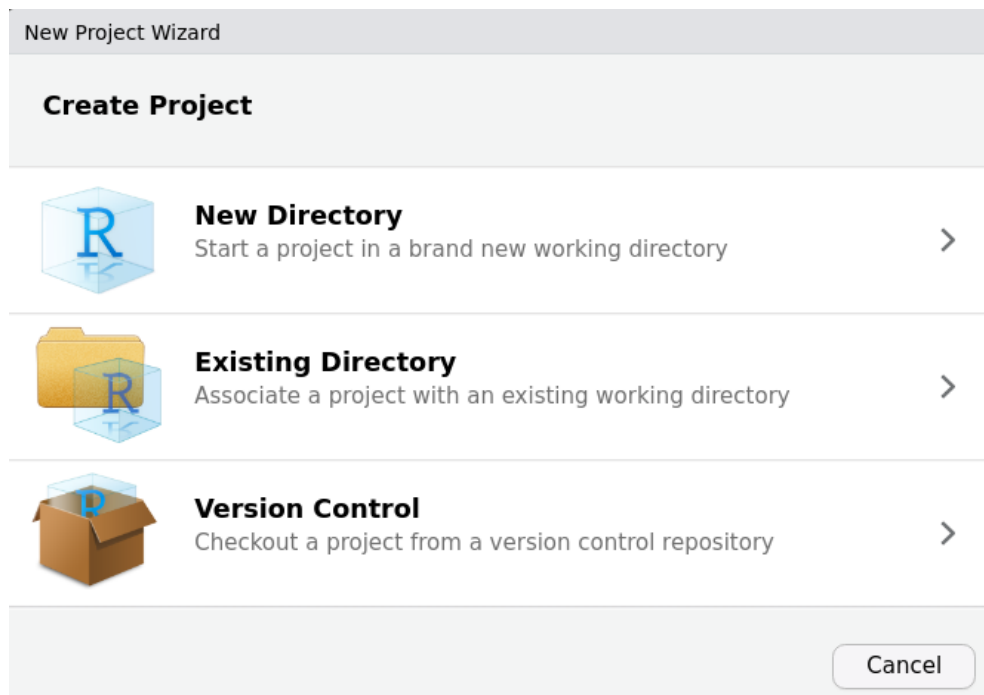 New Project Wizard
Create Project
New Directory
Start a project in a brand new working directory
Existing Directory
Associate a project with an existing working directory
Version Control
Checkout a project from a version control repository
Cancel